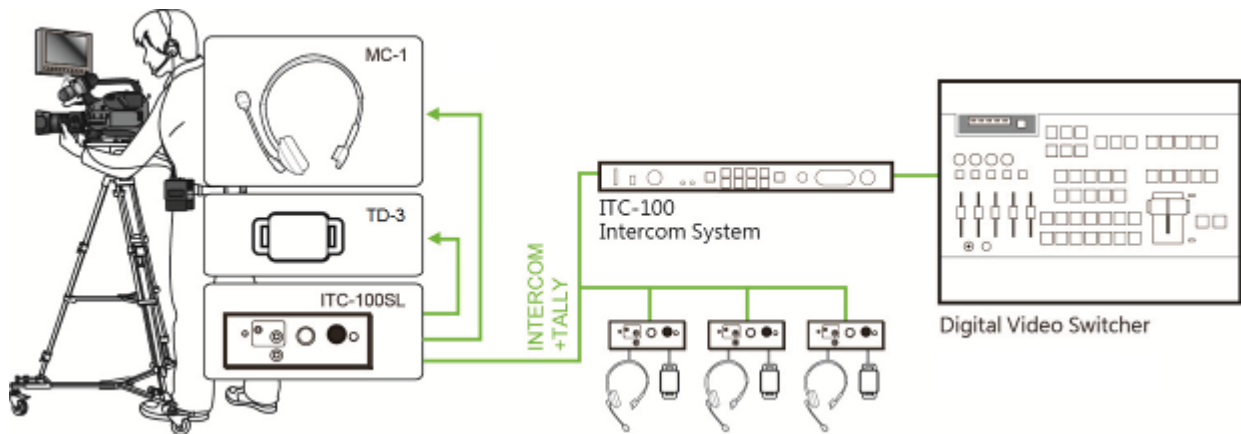 MC-1
TD-3
ITC-100SL
INTERCOM
+TALLY
ITC-100
Intercom System
Digital Video Switcher